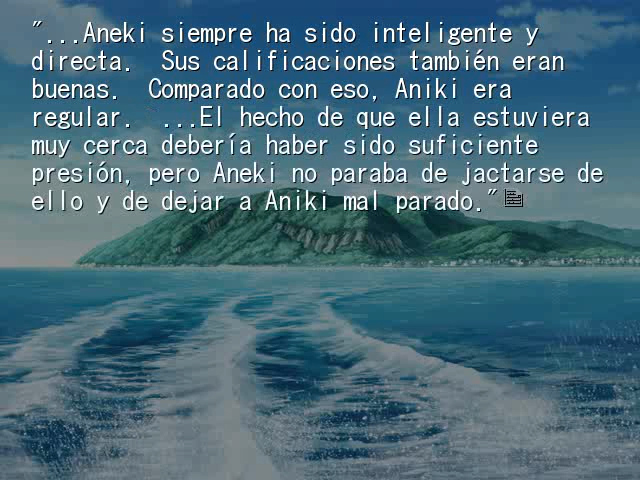 "...Aneki siempre ha sido inteligente y
directa.  Sus calificaciones también eran
buenas.  Comparado con eso, Aniki era
regular.  ...El hecho de que ella estuviera
muy cerca debería haber sido suficiente
presión, pero Aneki no paraba de jactarse de
ello y de dejar a Aniki mal parado."